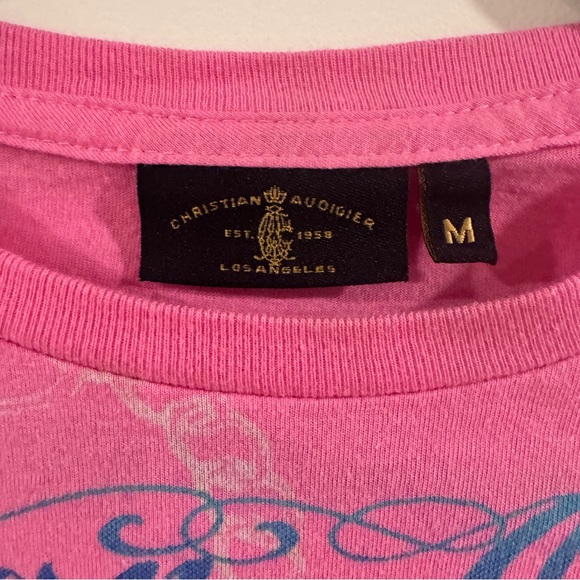 CHRISTIAN AUDIGIER
EST. 1958
LOS ANGELES
M